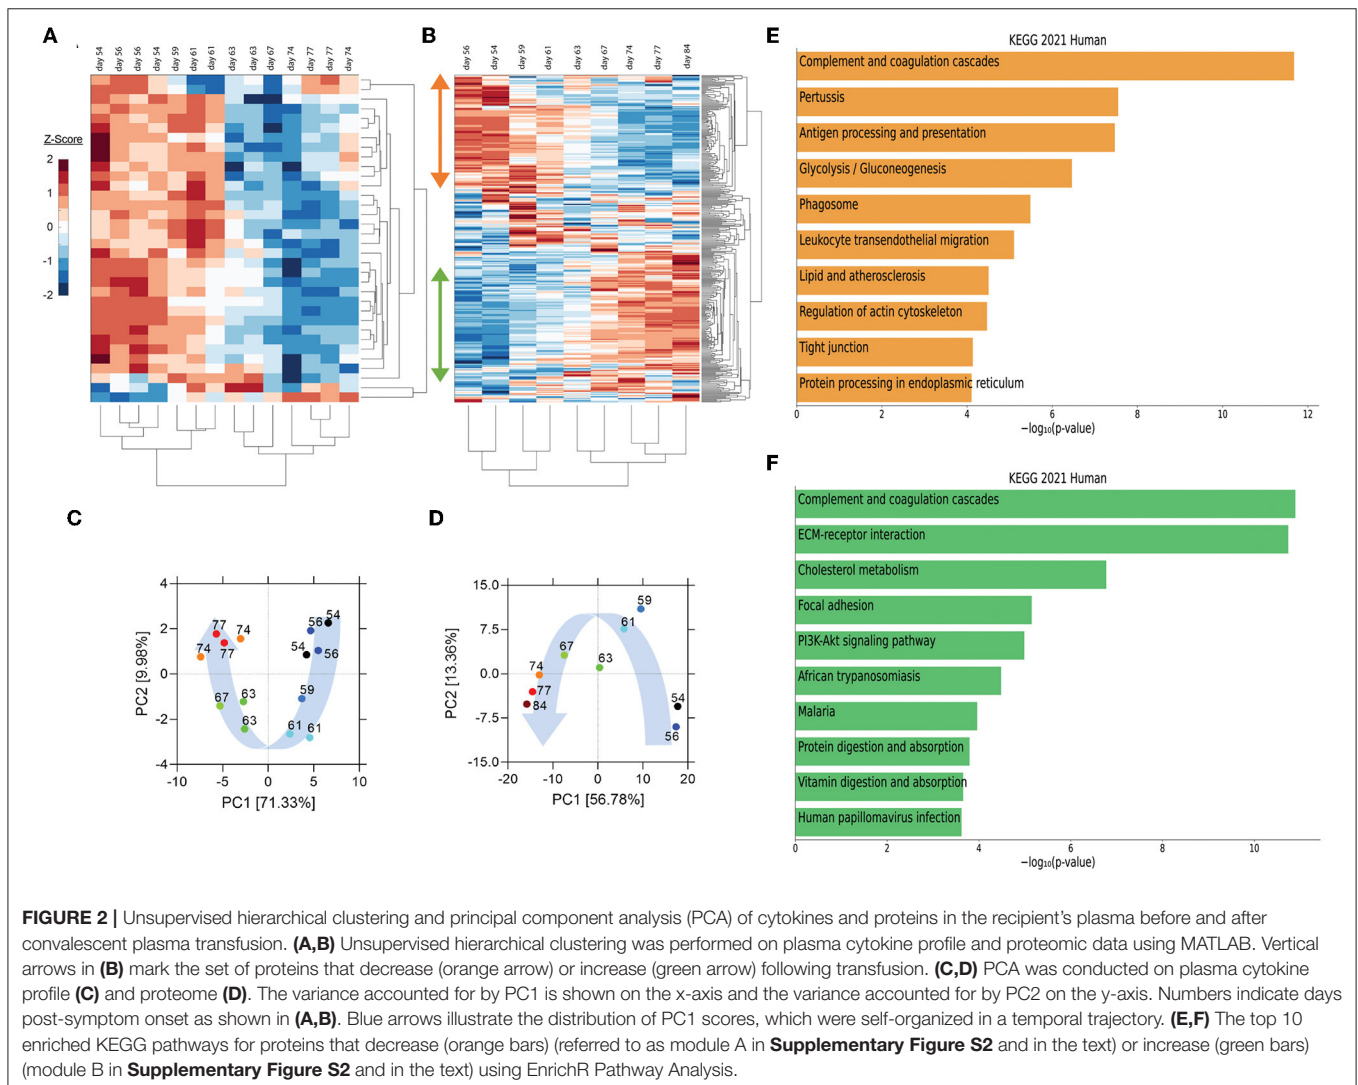 A
day 54
day 56
day 56
day 54
day 59
day 61
day 61
day 63
day 63
day 67
day 74
day 77
day 77
day 74
Z-Score
2
1
0
-1
-2
B
day 56
day 54
day 59
day 61
day 63
day 67
day 74
day 77
day 84
C
4
2
0
-2
-4
PC2 [9.98%]
77
74
74
77
67
63
63
56
54
54
56
59
61
61
-10
-5
0
5
10
PC1 [71.33%]
D
15.0
7.5
0.0
-7.5
-15.0
PC2 [13.36%]
59
61
67
63
74
77
84
54
56
-20
-10
0
10
20
PC1 [56.78%]
E
KEGG 2021 Human
Complement and coagulation cascades
Pertussis
Antigen processing and presentation
Glycolysis / Gluconeogenesis
Phagosome
Leukocyte transendothelial migration
Lipid and atherosclerosis
Regulation of actin cytoskeleton
Tight junction
Protein processing in endoplasmic reticulum
0
2
4
6
8
10
12
−log₁₀(p-value)
F
KEGG 2021 Human
Complement and coagulation cascades
ECM-receptor interaction
Cholesterol metabolism
Focal adhesion
PI3K-Akt signaling pathway
African trypanosomiasis
Malaria
Protein digestion and absorption
Vitamin digestion and absorption
Human papillomavirus infection
0
2
4
6
8
10
−log₁₀(p-value)
FIGURE 2 | Unsupervised hierarchical clustering and principal component analysis (PCA) of cytokines and proteins in the recipient's plasma before and after
convalescent plasma transfusion. (A,B) Unsupervised hierarchical clustering was performed on plasma cytokine profile and proteomic data using MATLAB. Vertical
arrows in (B) mark the set of proteins that decrease (orange arrow) or increase (green arrow) following transfusion. (C,D) PCA was conducted on plasma cytokine
profile (C) and proteome (D). The variance accounted for by PC1 is shown on the x-axis and the variance accounted for by PC2 on the y-axis. Numbers indicate days
post-symptom onset as shown in (A,B). Blue arrows illustrate the distribution of PC1 scores, which were self-organized in a temporal trajectory. (E,F) The top 10
enriched KEGG pathways for proteins that decrease (orange bars) (referred to as module A in Supplementary Figure S2 and in the text) or increase (green bars)
(module B in Supplementary Figure S2 and in the text) using EnrichR Pathway Analysis.